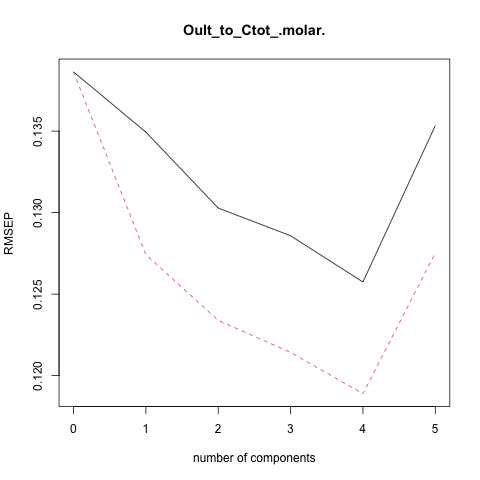 Oult_to_Ctot_.molar.
RMSEP
0.135
0.130
0.125
0.120
0 1 2 3 4 5
number of components